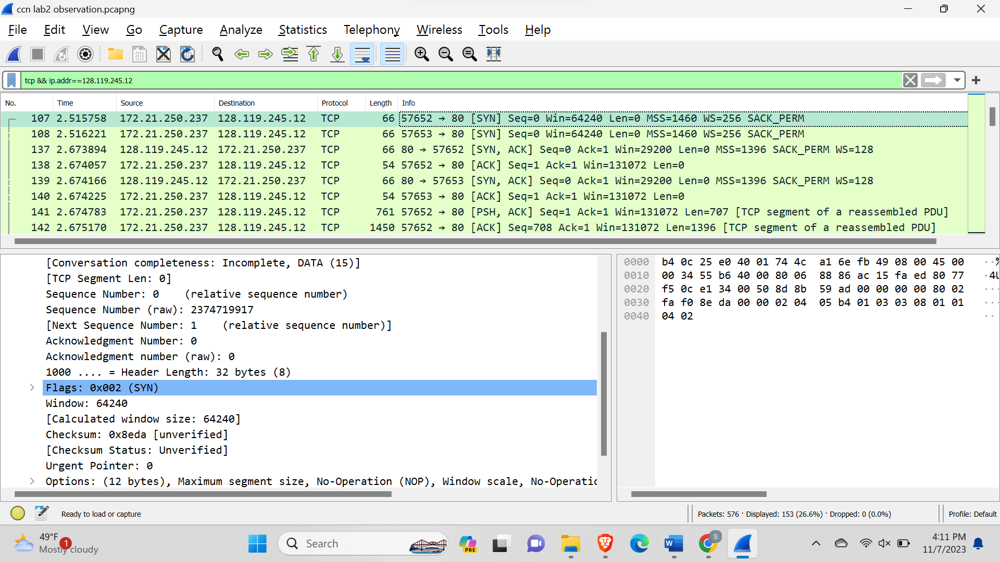 ccn lab2 observation.pcapng
File Edit View Go Capture Analyze Statistics Telephony Wireless Tools Help
tcp && ip.addr==128.119.245.12
No. Time Source Destination Protocol Length Info
107 2.515758 172.21.250.237 128.119.245.12 TCP 66 57652 → 80 [SYN] Seq=0 Win=64240 Len=0 MSS=1460 WS=256 SACK_PERM
108 2.516221 172.21.250.237 128.119.245.12 TCP 66 57653 → 80 [SYN] Seq=0 Win=64240 Len=0 MSS=1460 WS=256 SACK_PERM
137 2.673894 128.119.245.12 172.21.250.237 TCP 66 80 → 57652 [SYN, ACK] Seq=0 Ack=1 Win=29200 Len=0 MSS=1396 SACK_PERM WS=128
138 2.674057 172.21.250.237 128.119.245.12 TCP 54 57652 → 80 [ACK] Seq=1 Ack=1 Win=131072 Len=0
139 2.674166 128.119.245.12 172.21.250.237 TCP 66 80 → 57653 [SYN, ACK] Seq=0 Ack=1 Win=29200 Len=0 MSS=1396 SACK_PERM WS=128
140 2.674225 172.21.250.237 128.119.245.12 TCP 54 57653 → 80 [ACK] Seq=1 Ack=1 Win=131072 Len=0
141 2.674783 172.21.250.237 128.119.245.12 TCP 761 57652 → 80 [PSH, ACK] Seq=1 Ack=1 Win=131072 Len=707 [TCP segment of a reassembled PDU]
142 2.675170 172.21.250.237 128.119.245.12 TCP 1450 57652 → 80 [ACK] Seq=708 Ack=1 Win=131072 Len=1396 [TCP segment of a reassembled PDU]
[Conversation completeness: Incomplete, DATA (15)]
[TCP Segment Len: 0]
Sequence Number: 0    (relative sequence number)
Sequence Number (raw): 2374719917
[Next Sequence Number: 1    (relative sequence number)]
Acknowledgment Number: 0
Acknowledgment number (raw): 0
1000 .... = Header Length: 32 bytes (8)
Flags: 0x002 (SYN)
Window: 64240
[Calculated window size: 64240]
Checksum: 0x8eda [unverified]
[Checksum Status: Unverified]
Urgent Pointer: 0
Options: (12 bytes), Maximum segment size, No-Operation (NOP), Window scale, No-Operatic
0000 b4 0c 25 e0 40 01 74 4c a1 6e fb 49 08 00 45 00 ··%
0010 00 34 55 b6 40 00 80 06 88 86 ac 15 fa ed 80 77 ·4U
0020 f5 0c e1 34 00 50 8d 8b 59 ad 00 00 00 00 80 02 ···
0030 fa f0 8e da 00 00 02 04 05 b4 01 03 03 08 01 01 ···
0040 04 02 ··
Ready to load or capture
Packets: 576 · Displayed: 153 (26.6%) · Dropped: 0 (0.0%)
Profile: Default
49°F
Mostly cloudy
1
Search
PRE
W
S
4:11 PM
11/7/2023